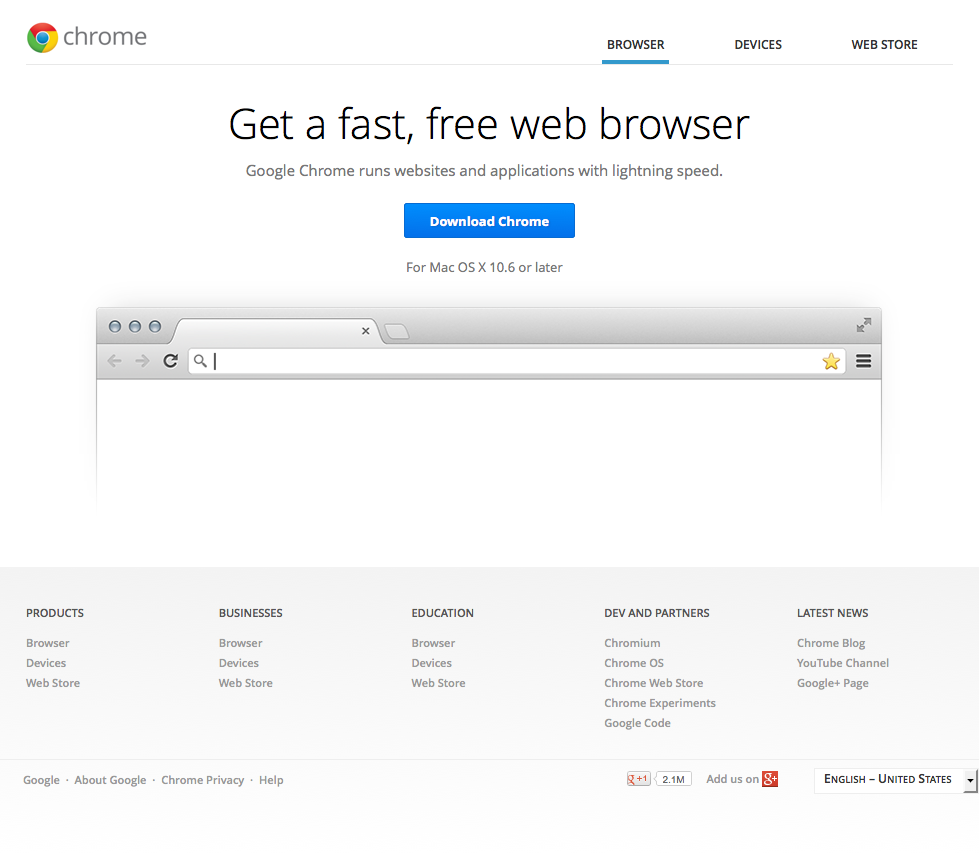 chrome
BROWSER DEVICES WEB STORE
Get a fast, free web browser
Google Chrome runs websites and applications with lightning speed.
Download Chrome
For Mac OS X 10.6 or later
PRODUCTS
Browser
Devices
Web Store
BUSINESSES
Browser
Devices
Web Store
EDUCATION
Browser
Devices
Web Store
DEV AND PARTNERS
Chromium
Chrome OS
Chrome Web Store
Chrome Experiments
Google Code
LATEST NEWS
Chrome Blog
YouTube Channel
Google+ Page
Google · About Google · Chrome Privacy · Help
g +1 2.1M Add us on g+ ENGLISH – UNITED STATES